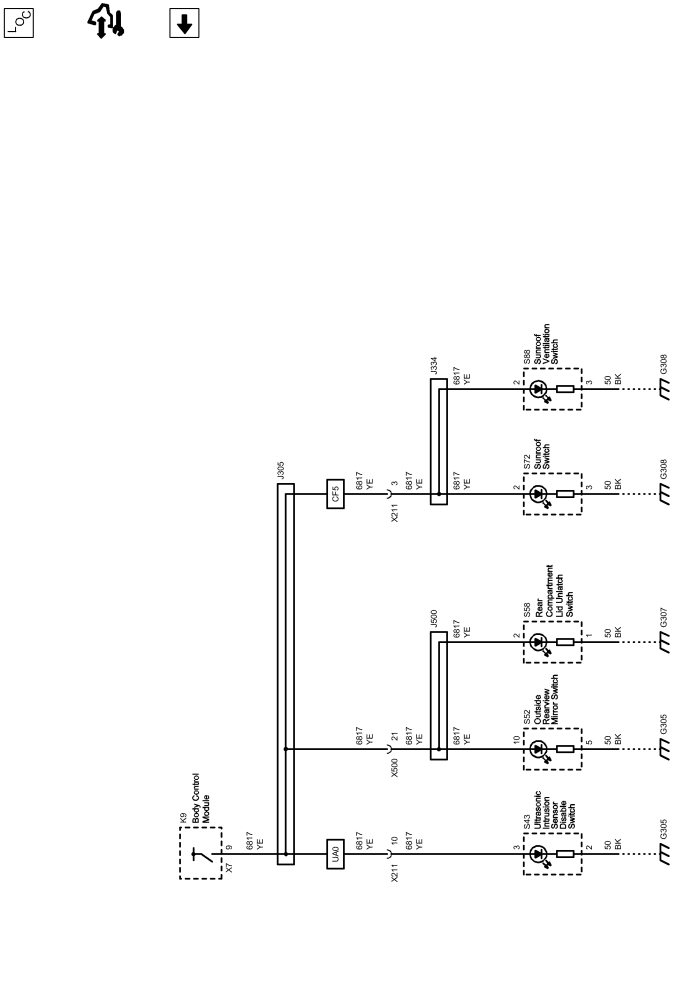 LOC
K9
Body Control
Module
9
X7
6817
YE
J305
UA0
6817
YE
10
X211
6817
YE
3
S43
Ultrasonic
Intrusion
Sensor
Disable
Switch
2
50
BK
G305
6817
YE
21
X500
6817
YE
J500
6817
YE
10
S52
Outside
Rearview
Mirror Switch
5
50
BK
G305
6817
YE
2
S58
Rear
Compartment
Lid Unlatch
Switch
1
50
BK
G307
CF5
6817
YE
3
X211
6817
YE
J334
6817
YE
2
S72
Sunroof
Switch
3
50
BK
G308
6817
YE
2
S88
Sunroof
Ventilation
Switch
3
50
BK
G308